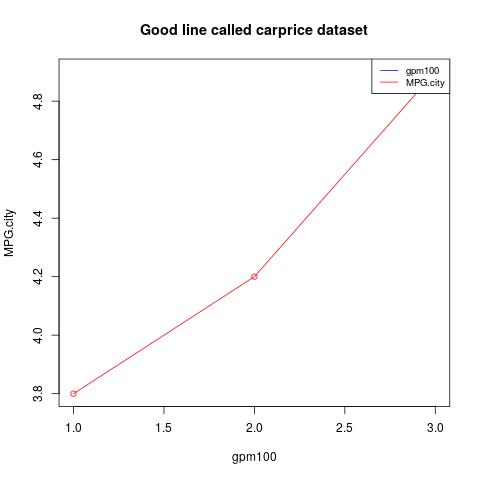 Good line called carprice dataset
gpm100
MPG.city
4.8
4.6
4.4
4.2
4.0
3.8
MPG.city
1.0 1.5 2.0 2.5 3.0
gpm100